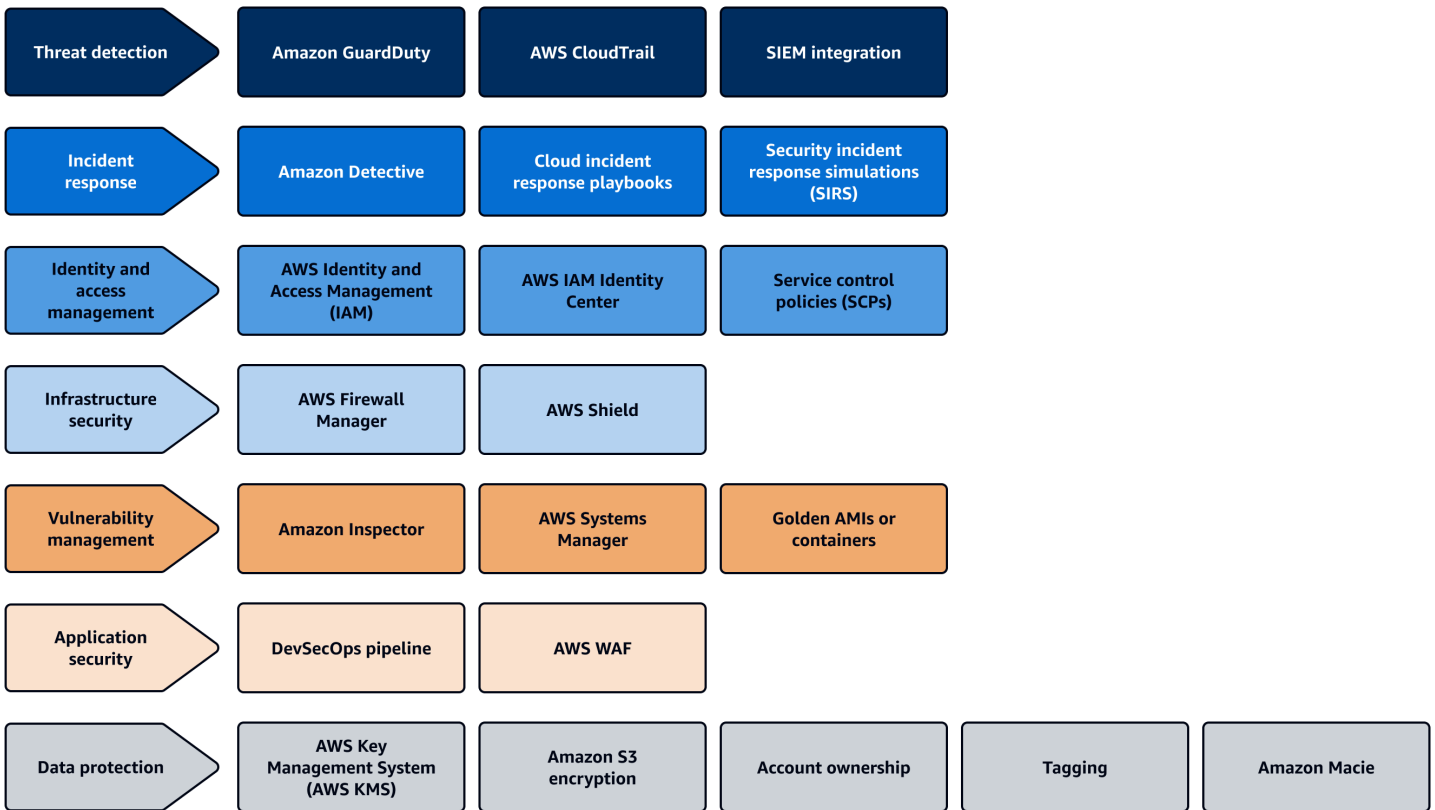 Threat detection
Amazon GuardDuty
AWS CloudTrail
SIEM integration
Incident
response
Amazon Detective
Cloud incident
response playbooks
Security incident
response simulations
(SIRS)
Identity and
access
management
AWS Identity and
Access Management
(IAM)
AWS IAM Identity
Center
Service control
policies (SCPs)
Infrastructure
security
AWS Firewall
Manager
AWS Shield
Vulnerability
management
Amazon Inspector
AWS Systems
Manager
Golden AMIs or
containers
Application
security
DevSecOps pipeline
AWS WAF
Data protection
AWS Key
Management System
(AWS KMS)
Amazon S3
encryption
Account ownership
Tagging
Amazon Macie